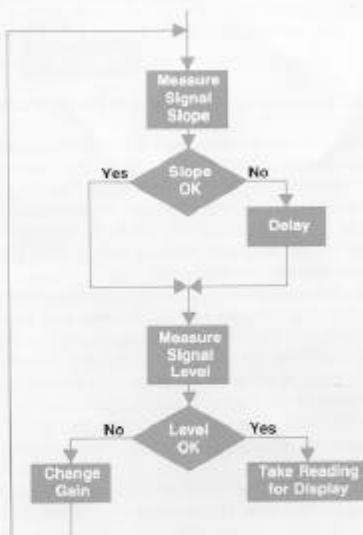 Measure
Signal
Slope
Yes
Slope
OK
No
Delay
Measure
Signal
Level
No
Level
OK
Yes
Change
Gain
Take Reading
for Display